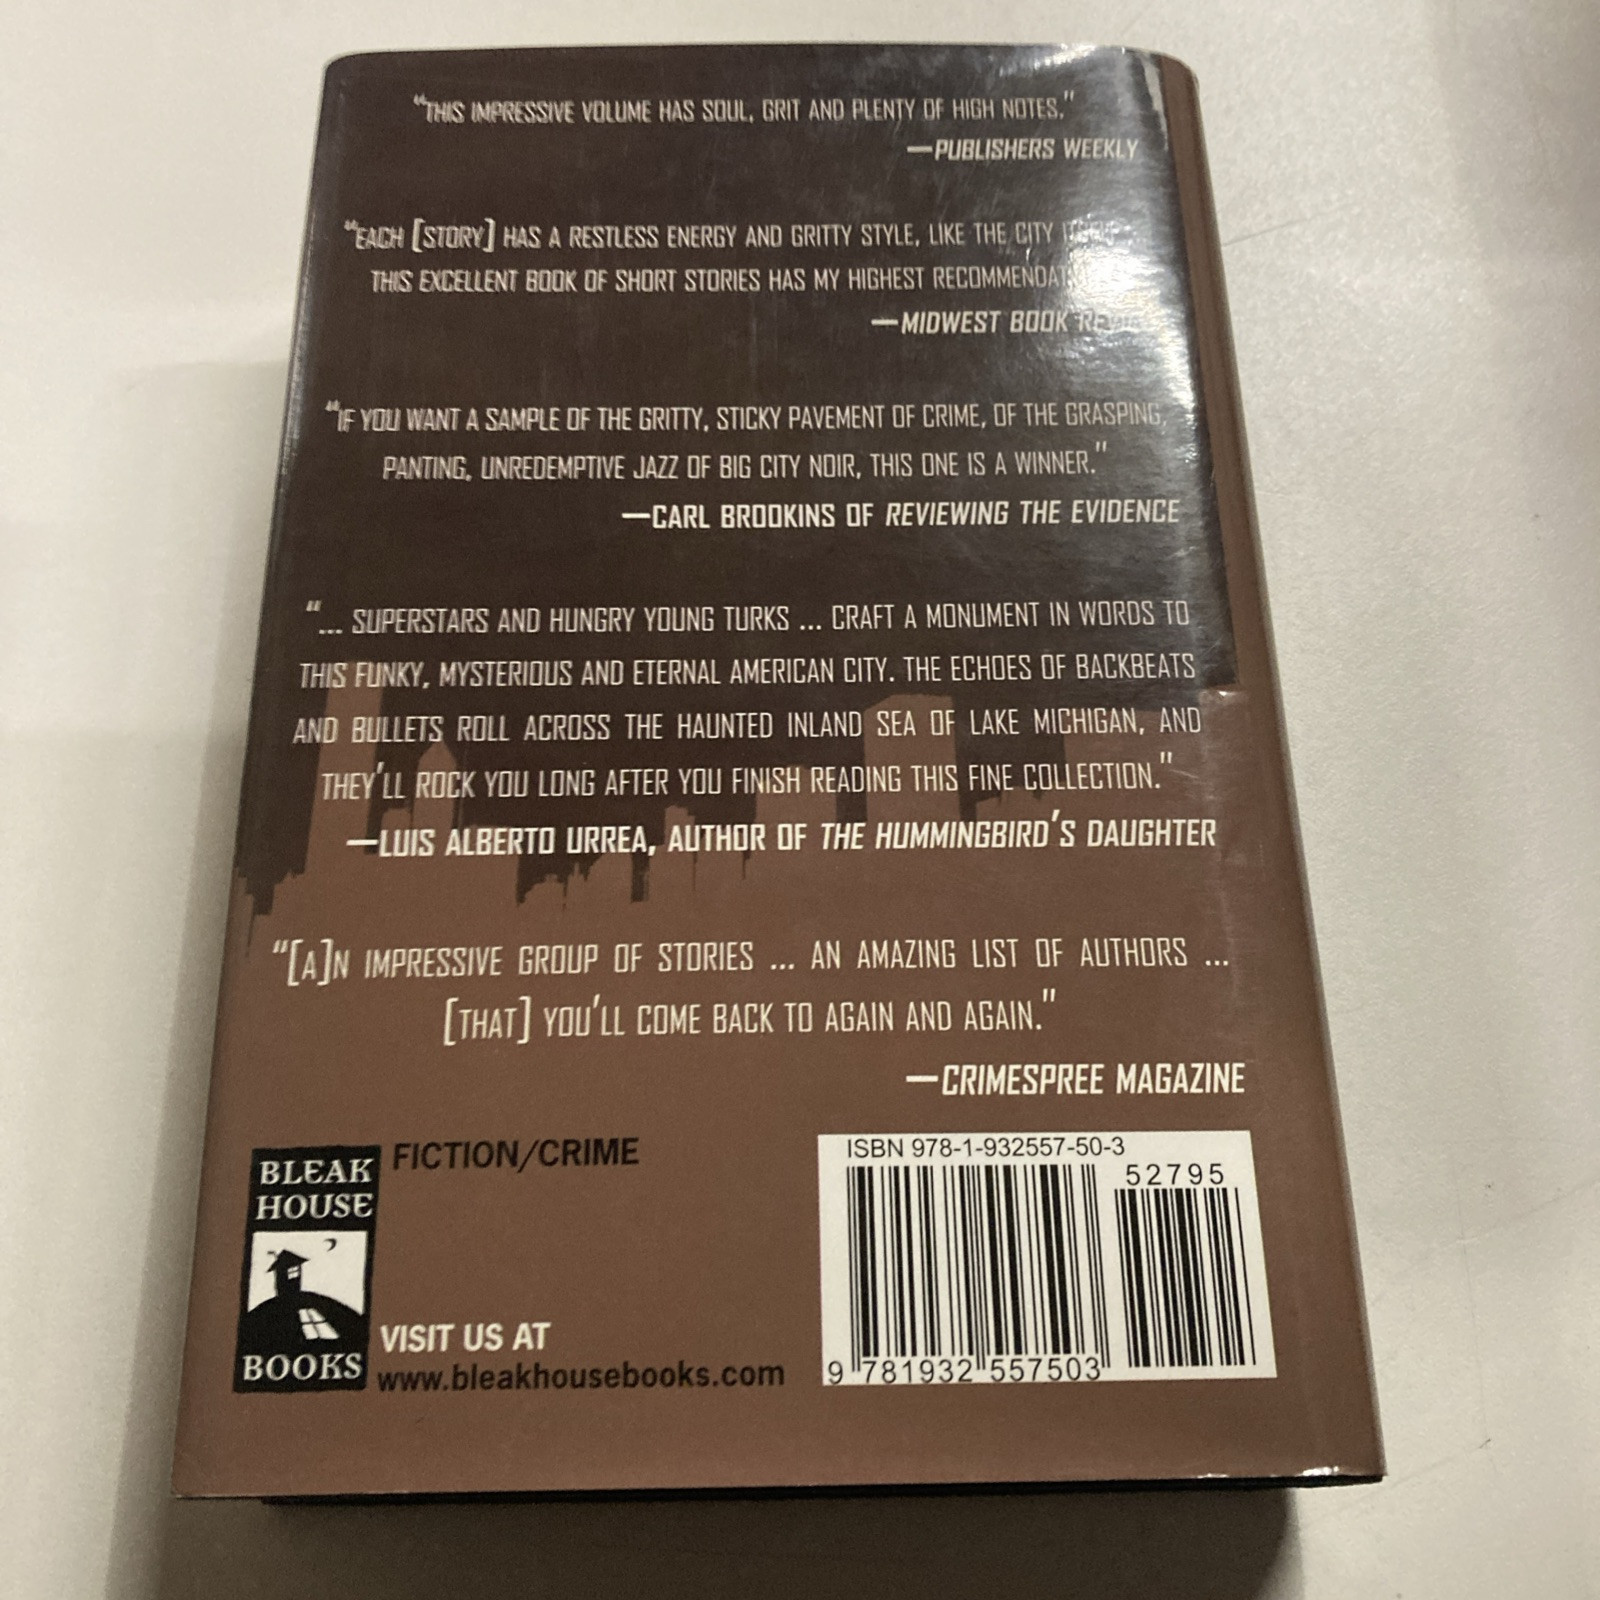 "THIS IMPRESSIVE VOLUME HAS SOUL, GRIT AND PLENTY OF HIGH NOTES."
—PUBLISHERS WEEKLY
"EACH [STORY] HAS A RESTLESS ENERGY AND GRITTY STYLE, LIKE THE CITY
THIS EXCELLENT BOOK OF SHORT STORIES HAS MY HIGHEST
—MIDWEST BOOK
"IF YOU WANT A SAMPLE OF THE GRITTY, STICKY PAVEMENT OF CRIME, OF THE GRASPING,
PANTING, UNREDEMPTIVE JAZZ OF BIG CITY NOIR, THIS ONE IS A WINNER."
—CARL BROOKINS OF REVIEWING THE EVIDENCE
"... SUPERSTARS AND HUNGRY YOUNG TURKS ... CRAFT A MONUMENT IN WORDS TO
THIS FUNKY, MYSTERIOUS AND ETERNAL AMERICAN CITY. THE ECHOES OF BACKBEATS
AND BULLETS ROLL ACROSS THE HAUNTED INLAND SEA OF LAKE MICHIGAN, AND
THEY'LL ROCK YOU LONG AFTER YOU FINISH READING THIS FINE COLLECTION."
—LUIS ALBERTO URREA, AUTHOR OF THE HUMMINGBIRD'S DAUGHTER
"[A]N IMPRESSIVE GROUP OF STORIES ... AN AMAZING LIST OF AUTHORS ...
[THAT] YOU'LL COME BACK TO AGAIN AND AGAIN."
—CRIMESPREE MAGAZINE
BLEAK
HOUSE
BOOKS
FICTION/CRIME
VISIT US AT
www.bleakhousebooks.com
ISBN 978-1-932557-50-3
52795
9 781932 557503